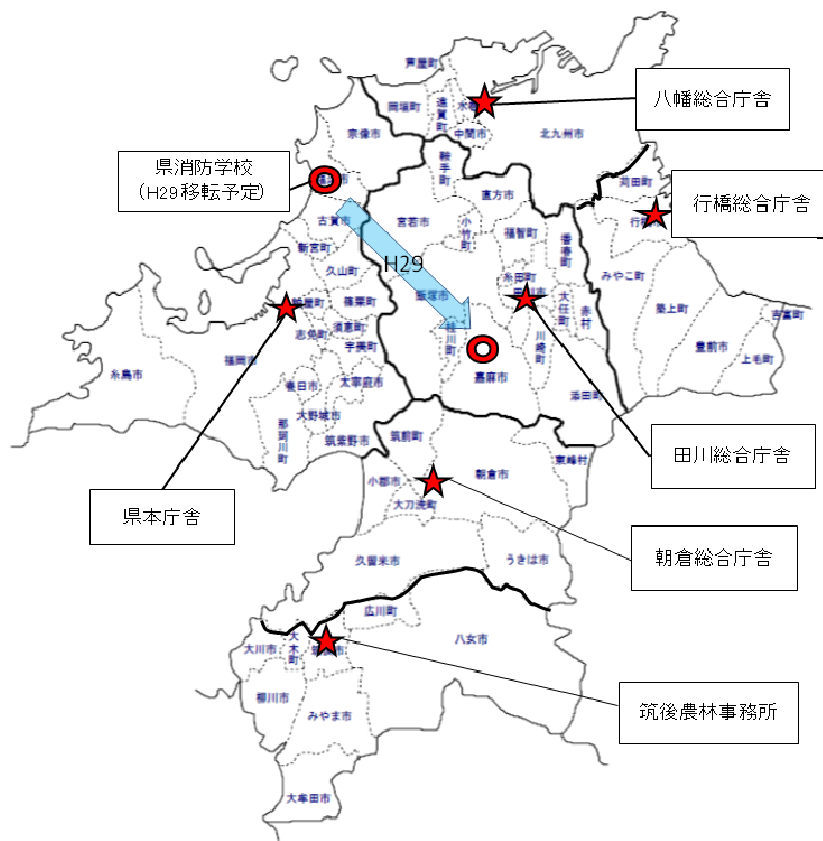 芦屋町
八幡総合庁舎
岡垣町
遠賀町
宗像市
中間市
北九州市
県消防学校
(H29移転予定)
鞍手町
苅田町
直方市
行橋総合庁舎
古賀市
宮若市
小竹町
福智町
香春町
新宮町
みやこ町
久山町
H29
糸田町
飯塚市
篠栗町
大任町
赤村
築上町
吉富町
須恵町
志免町
宇美町
桂川町
川崎町
豊前市
上毛町
糸島市
福岡市
嘉麻市
春日市
太宰府市
添田町
大野城市
那珂川町
筑紫野市
筑前町
田川総合庁舎
東峰村
朝倉市
小郡市
大刀洗町
県本庁舎
朝倉総合庁舎
久留米市
うきは市
広川町
大川市
大木町
八女市
柳川市
みやま市
筑後農林事務所
大牟田市